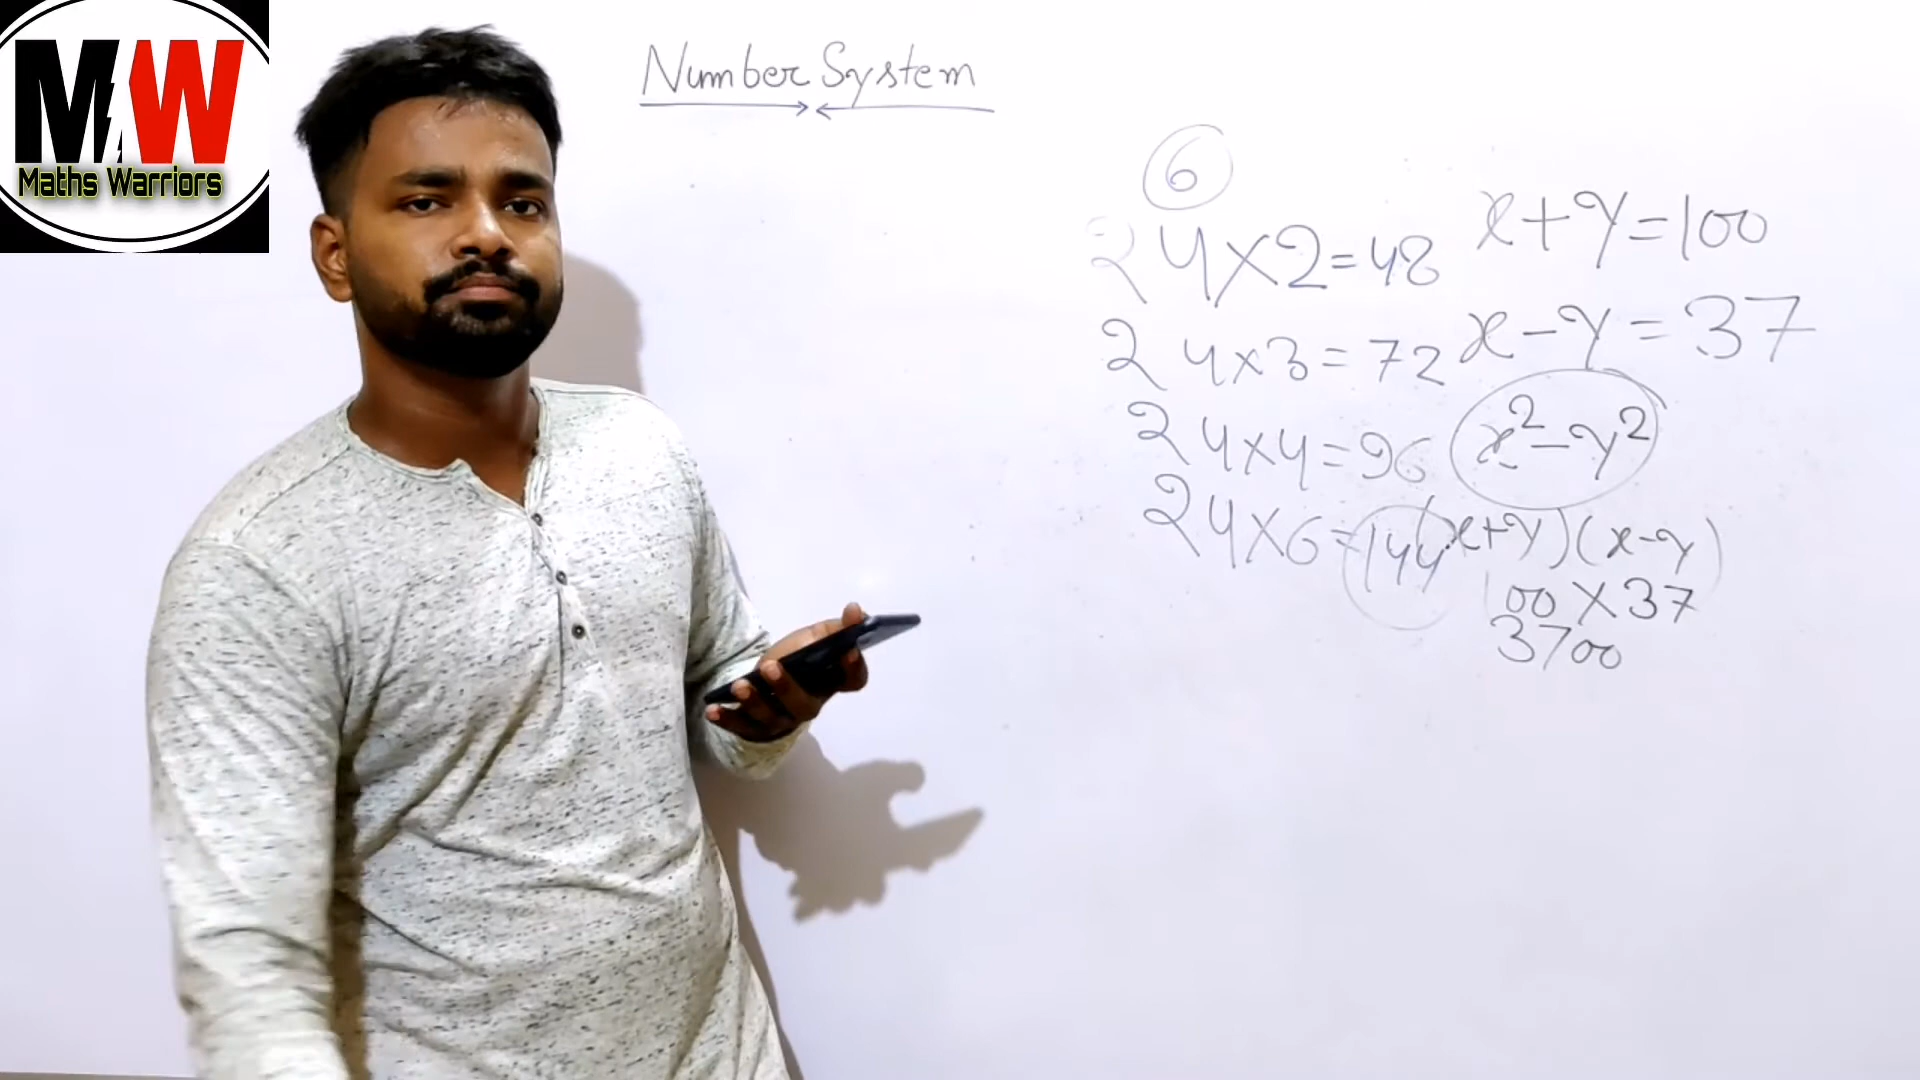 MW
Maths Warriors
Number System
6
24×2=48
24×3=72
24×4=96
24×6=144
x+y=100
x-y=37
x²-y²
(x+y)(x-y)
100×37
3700